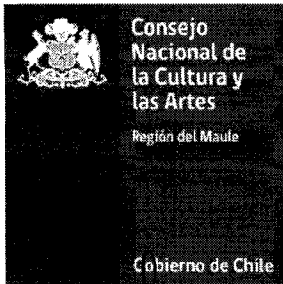 Consejo
Nacional de
la Cultura y
las Artes
Región del Maule
Gobierno de Chile